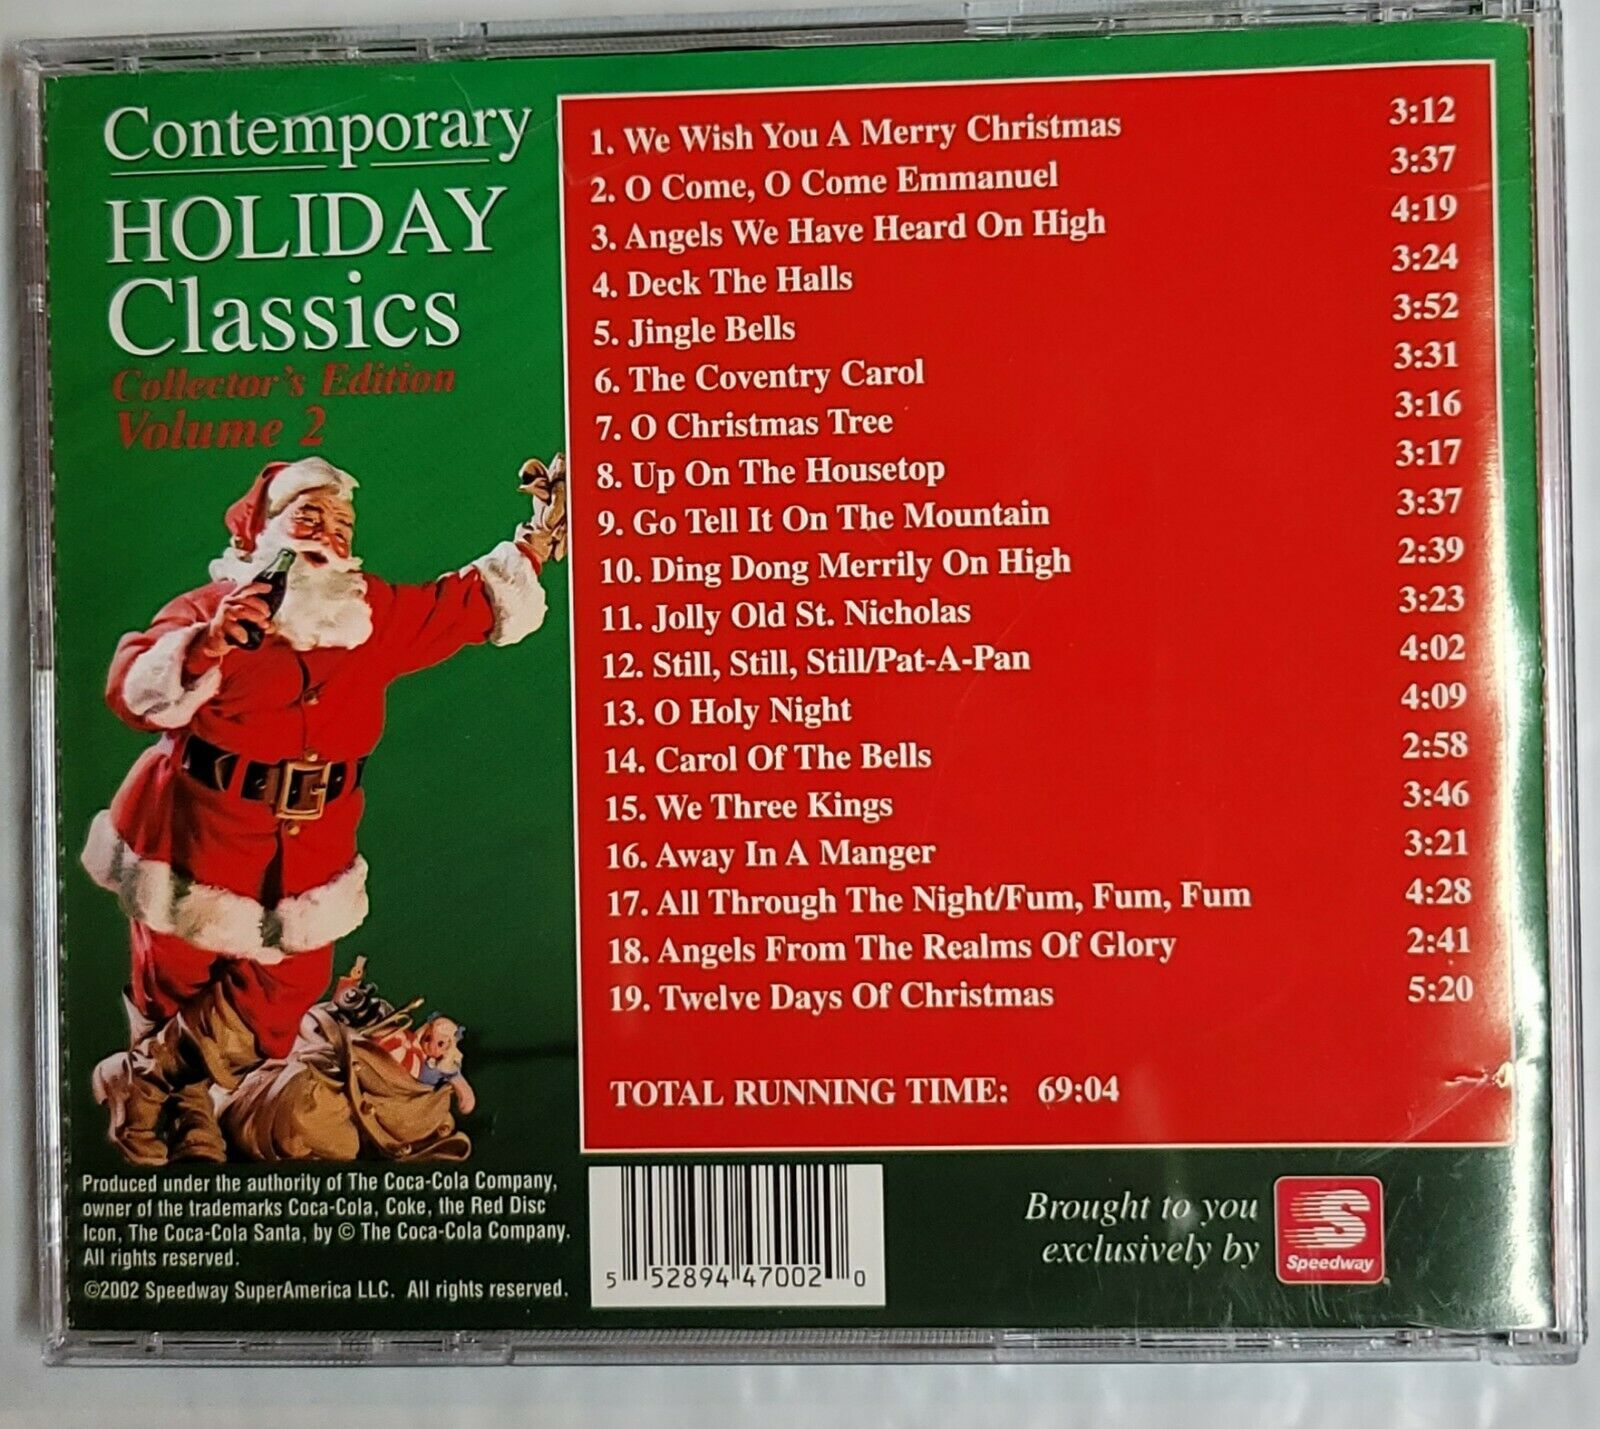 Contemporary
HOLIDAY
Classics
Collector's Edition
Volume 2
1. We Wish You A Merry Christmas 3:12
2. O Come, O Come Emmanuel 3:37
3. Angels We Have Heard On High 4:19
4. Deck The Halls 3:24
5. Jingle Bells 3:52
6. The Coventry Carol 3:31
7. O Christmas Tree 3:16
8. Up On The Housetop 3:17
9. Go Tell It On The Mountain 3:37
10. Ding Dong Merrily On High 2:39
11. Jolly Old St. Nicholas 3:23
12. Still, Still, Still/Pat-A-Pan 4:02
13. O Holy Night 4:09
14. Carol Of The Bells 2:58
15. We Three Kings 3:46
16. Away In A Manger 3:21
17. All Through The Night/Fum, Fum, Fum 4:28
18. Angels From The Realms Of Glory 2:41
19. Twelve Days Of Christmas 5:20
TOTAL RUNNING TIME: 69:04
Produced under the authority of The Coca-Cola Company,
owner of the trademarks Coca-Cola, Coke, the Red Disc
Icon, The Coca-Cola Santa, by © The Coca-Cola Company.
All rights reserved.
©2002 Speedway SuperAmerica LLC. All rights reserved.
5 52894 47002 0
Brought to you
exclusively by
S
Speedway